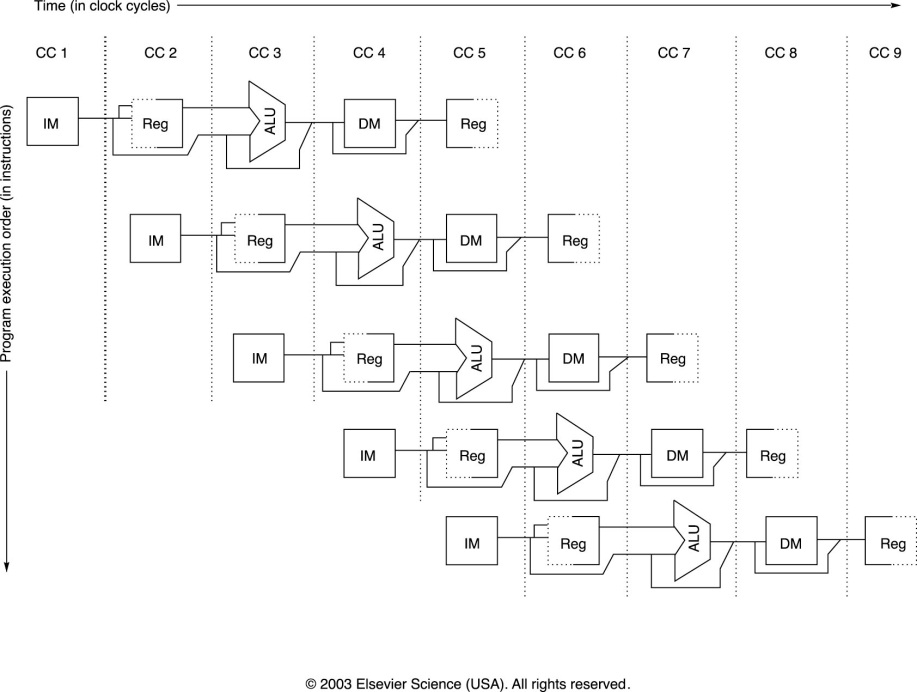 Time (in clock cycles)
CC 1 CC 2 CC 3 CC 4 CC 5 CC 6 CC 7 CC 8 CC 9
Program execution order (in instructions)
IM Reg ALU DM Reg
IM Reg ALU DM Reg
IM Reg ALU DM Reg
IM Reg ALU DM Reg
IM Reg ALU DM Reg
© 2003 Elsevier Science (USA). All rights reserved.